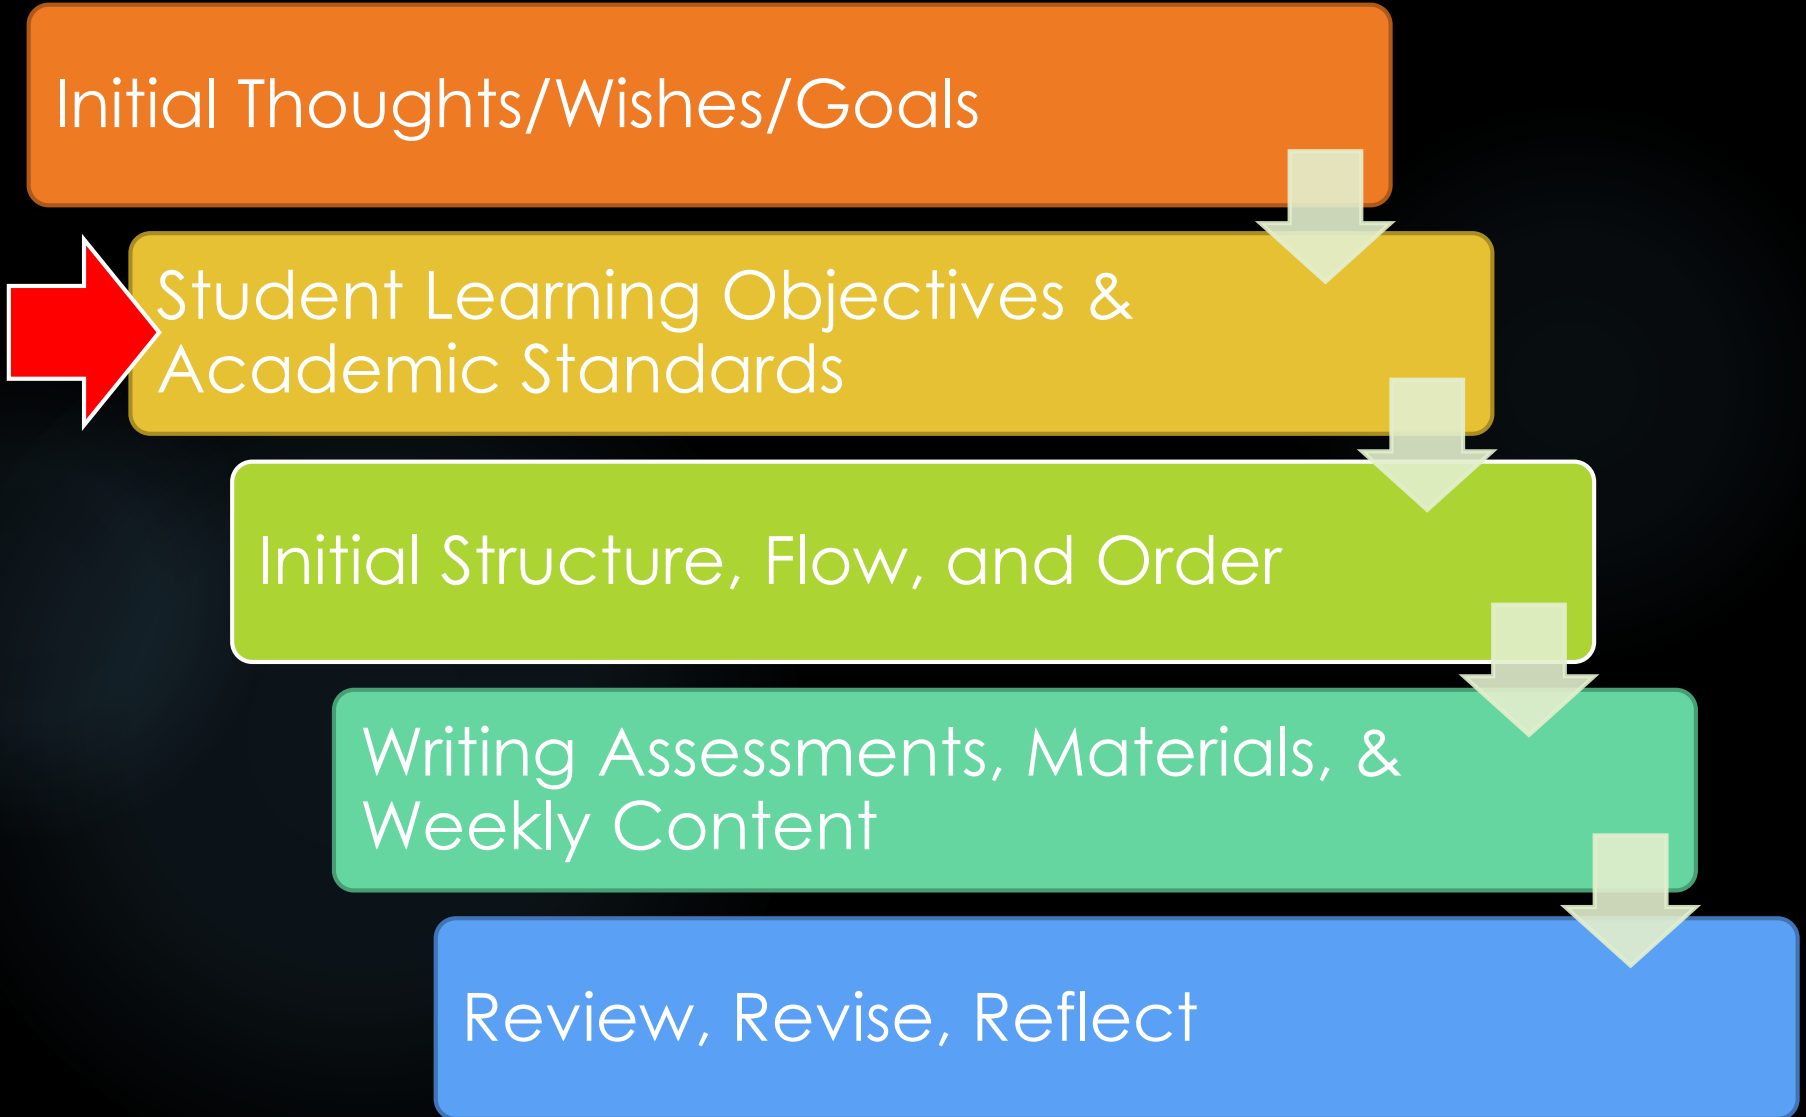 Initial Thoughts/Wishes/Goals
Student Learning Objectives &
Academic Standards
Initial Structure, Flow, and Order
Writing Assessments, Materials, &
Weekly Content
Review, Revise, Reflect